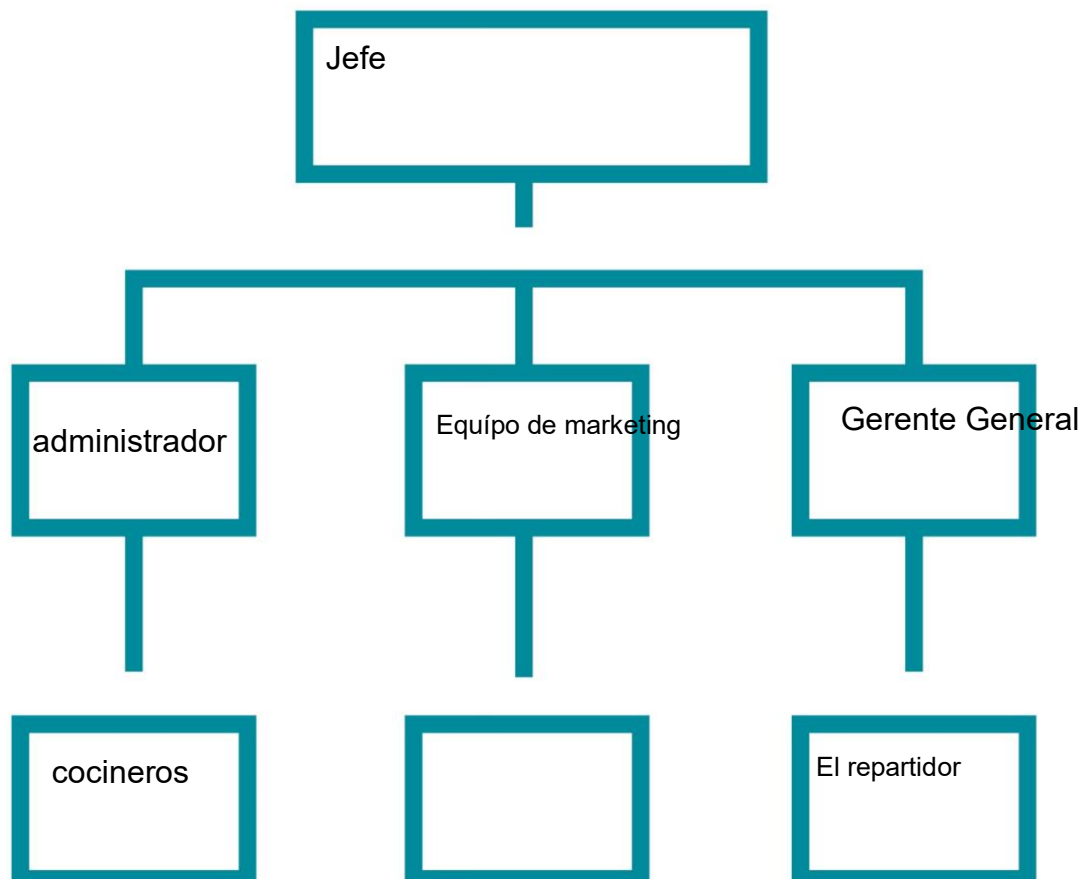 Jefe
administrador
Equípo de marketing
Gerente General
cocineros
El repartidor